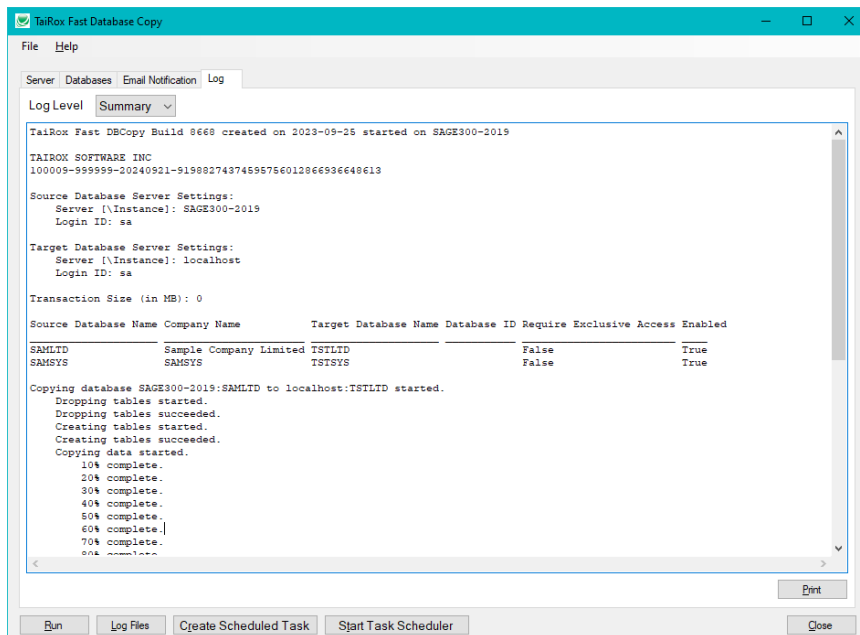 TaiRox Fast Database Copy
File Help
Server Databases Email Notification Log
Log Level Summary
TaiRox Fast DBCopy Build 8668 created on 2023-09-25 started on SAGE300-2019
TAIROX SOFTWARE INC
100009-999999-20240921-91988274374595756012866936648613
Source Database Server Settings:
Server [\Instance]: SAGE300-2019
Login ID: sa
Target Database Server Settings:
Server [\Instance]: localhost
Login ID: sa
Transaction Size (in MB): 0
Source Database Name Company Name Target Database Name Database ID Require Exclusive Access Enabled
SAMLTD Sample Company Limited TSTLTD False True
SAMSYS SAMSYS TSTSYS False True
Copying database SAGE300-2019:SAMLTD to localhost:TSTLTD started.
Dropping tables started.
Dropping tables succeeded.
Creating tables started.
Creating tables succeeded.
Copying data started.
10% complete.
20% complete.
30% complete.
40% complete.
50% complete.
60% complete.
70% complete.
80% complete
Print
Run Log Files Create Scheduled Task Start Task Scheduler Close